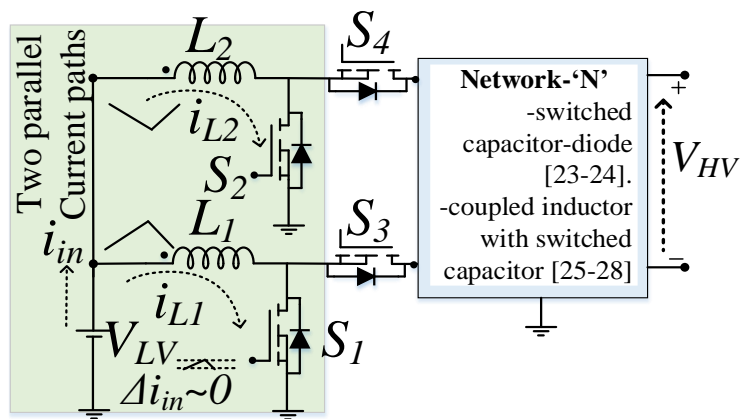 Two parallel
Current paths
L2
iL2
S2
S4
L1
iL1
S1
S3
iin
VLV
Δiin~0
Network-‘N’
-switched
capacitor-diode
[23-24].
-coupled inductor
with switched
capacitor [25-28]
+
VHV
−